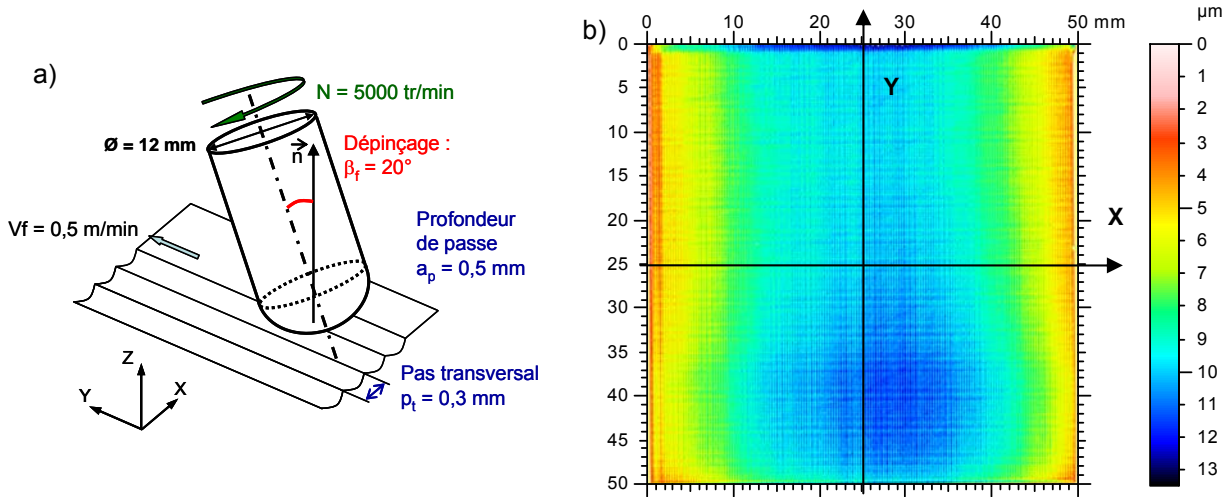 a)
N = 5000 tr/min
Ø = 12 mm
Dépinçage :
βf = 20°
n
Vf = 0,5 m/min
Profondeur
de passe
ap = 0,5 mm
Pas transversal
pt = 0,3 mm
Z
Y
X
b)
0 10 20 30 40 50 mm
0
5
10
15
20
25
30
35
40
45
50
Y
X
µm
0
1
2
3
4
5
6
7
8
9
10
11
12
13